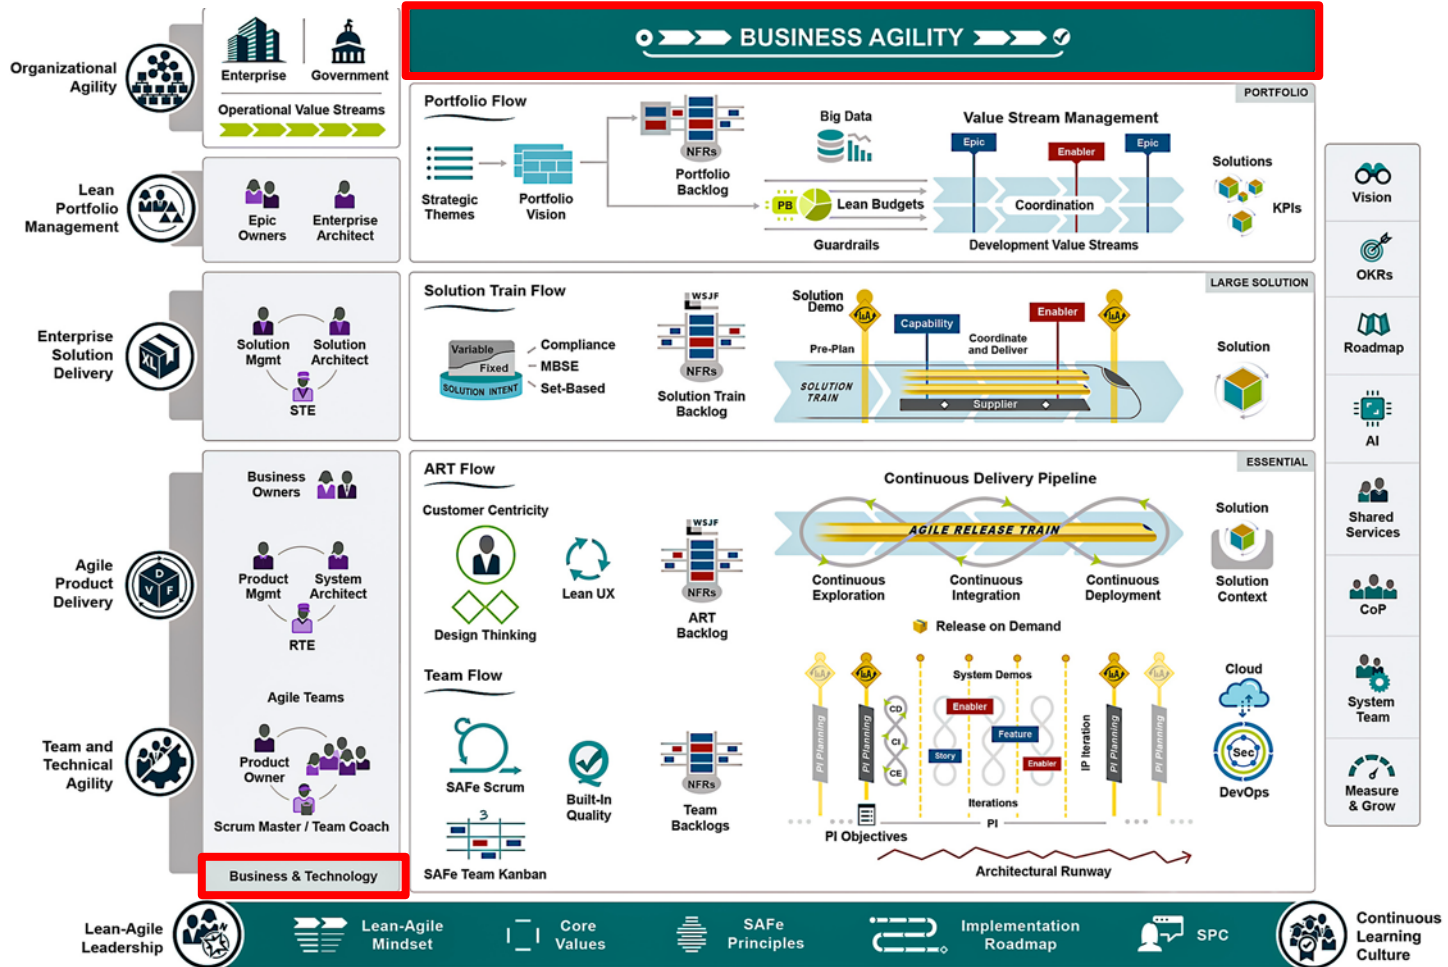 Organizational
Agility
Enterprise
Government
Operational Value Streams
BUSINESS AGILITY
Lean
Portfolio
Management
Epic
Owners
Enterprise
Architect
PORTFOLIO
Portfolio Flow
Strategic
Themes
Portfolio
Vision
NFRs
Portfolio
Backlog
Big Data
PB
Lean Budgets
Guardrails
Value Stream Management
Epic
Enabler
Epic
Coordination
Development Value Streams
Solutions
KPIs
Enterprise
Solution
Delivery
XL
Solution
Mgmt
Solution
Architect
STE
LARGE SOLUTION
Solution Train Flow
Variable
Fixed
SOLUTION INTENT
Compliance
MBSE
Set-Based
WSJF
NFRs
Solution Train
Backlog
Solution
Demo
I&A
Pre-Plan
Capability
Coordinate
and Deliver
Enabler
I&A
SOLUTION
TRAIN
Supplier
Solution
Agile
Product
Delivery
D
V F
Business
Owners
Product
Mgmt
System
Architect
RTE
ESSENTIAL
ART Flow
Customer Centricity
Lean UX
Design Thinking
WSJF
NFRs
ART
Backlog
Continuous Delivery Pipeline
AGILE RELEASE TRAIN
Continuous
Exploration
Continuous
Integration
Continuous
Deployment
Release on Demand
Solution
Solution
Context
Team and
Technical
Agility
Agile Teams
Product
Owner
Scrum Master / Team Coach
Business & Technology
Team Flow
SAFe Scrum
Built-In
Quality
3
SAFe Team Kanban
NFRs
Team
Backlogs
I&A
I&A
System Demos
I&A
I&A
PI Planning
PI Planning
CD
CI
CE
Enabler
Story
Feature
Enabler
IP Iteration
PI Planning
PI Planning
Iterations
PI Objectives
PI
Architectural Runway
Cloud
Sec
DevOps
Vision
OKRs
Roadmap
AI
Shared
Services
CoP
System
Team
Measure
& Grow
Lean-Agile
Leadership
Lean-Agile
Mindset
Core
Values
SAFe
Principles
Implementation
Roadmap
SPC
Continuous
Learning
Culture